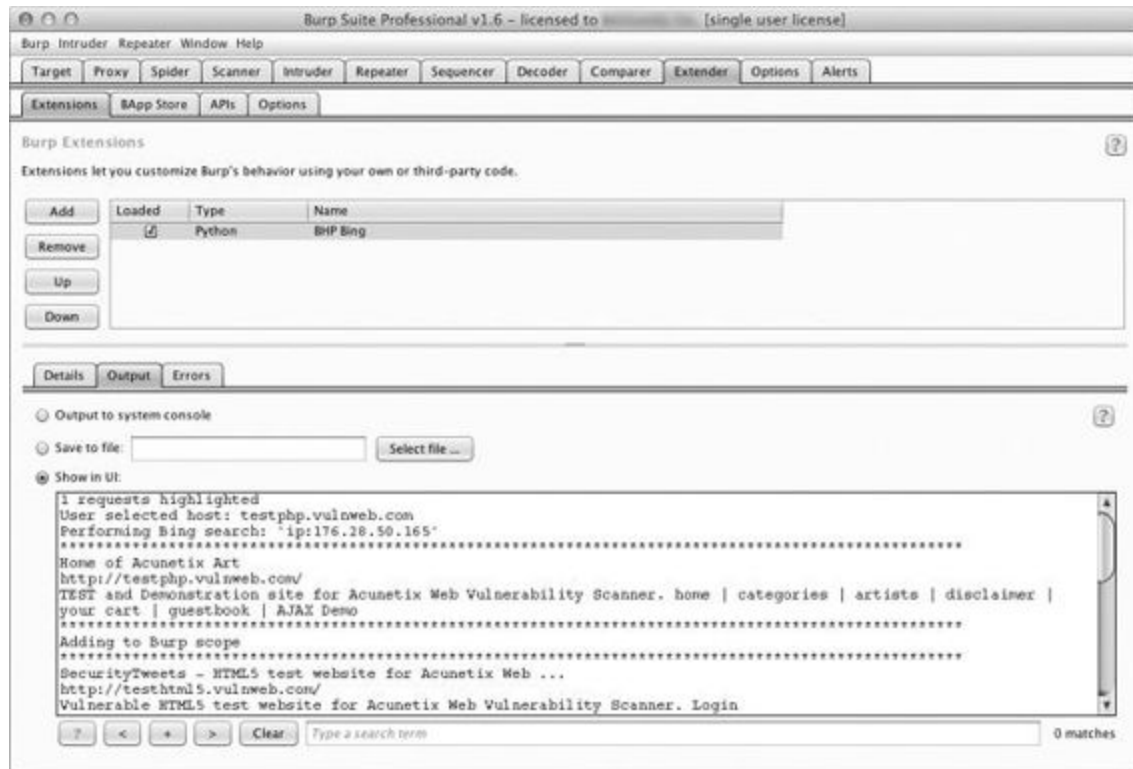 Burp Suite Professional v1.6 – licensed to [single user license]
Burp Intruder Repeater Window Help
Target Proxy Spider Scanner Intruder Repeater Sequencer Decoder Comparer Extender Options Alerts
Extensions BApp Store APIs Options
Burp Extensions
?
Extensions let you customize Burp's behavior using your own or third-party code.
Add
Loaded Type Name
Python BHP Bing
Remove
Up
Down
Details Output Errors
Output to system console
?
Save to file: Select file ...
Show in UI:
1 requests highlighted
User selected host: testphp.vulnweb.com
Performing Bing search: 'ip:176.28.50.165'
****************************************************************************************************
Home of Acunetix Art
http://testphp.vulnweb.com/
TEST and Demonstration site for Acunetix Web Vulnerability Scanner. home | categories | artists | disclaimer |
your cart | guestbook | AJAX Demo
****************************************************************************************************
Adding to Burp scope
****************************************************************************************************
SecurityTweets - HTML5 test website for Acunetix Web ...
http://testhtml5.vulnweb.com/
Vulnerable HTML5 test website for Acunetix Web Vulnerability Scanner. Login
? < + > Clear Type a search term 0 matches